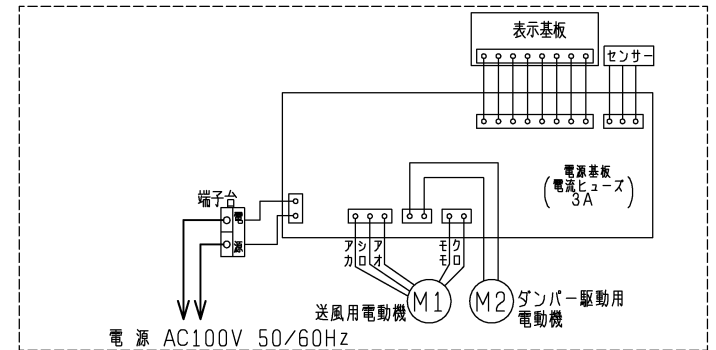 表示基板
センサー
電源基板
(電流ヒューズ)
3A
端子台
電
源
アカ
シロ
アオ
モモ
クロ
送風用電動機
M1
M2
ダンパー駆動用
電動機
電 源 AC100V 50/60Hz